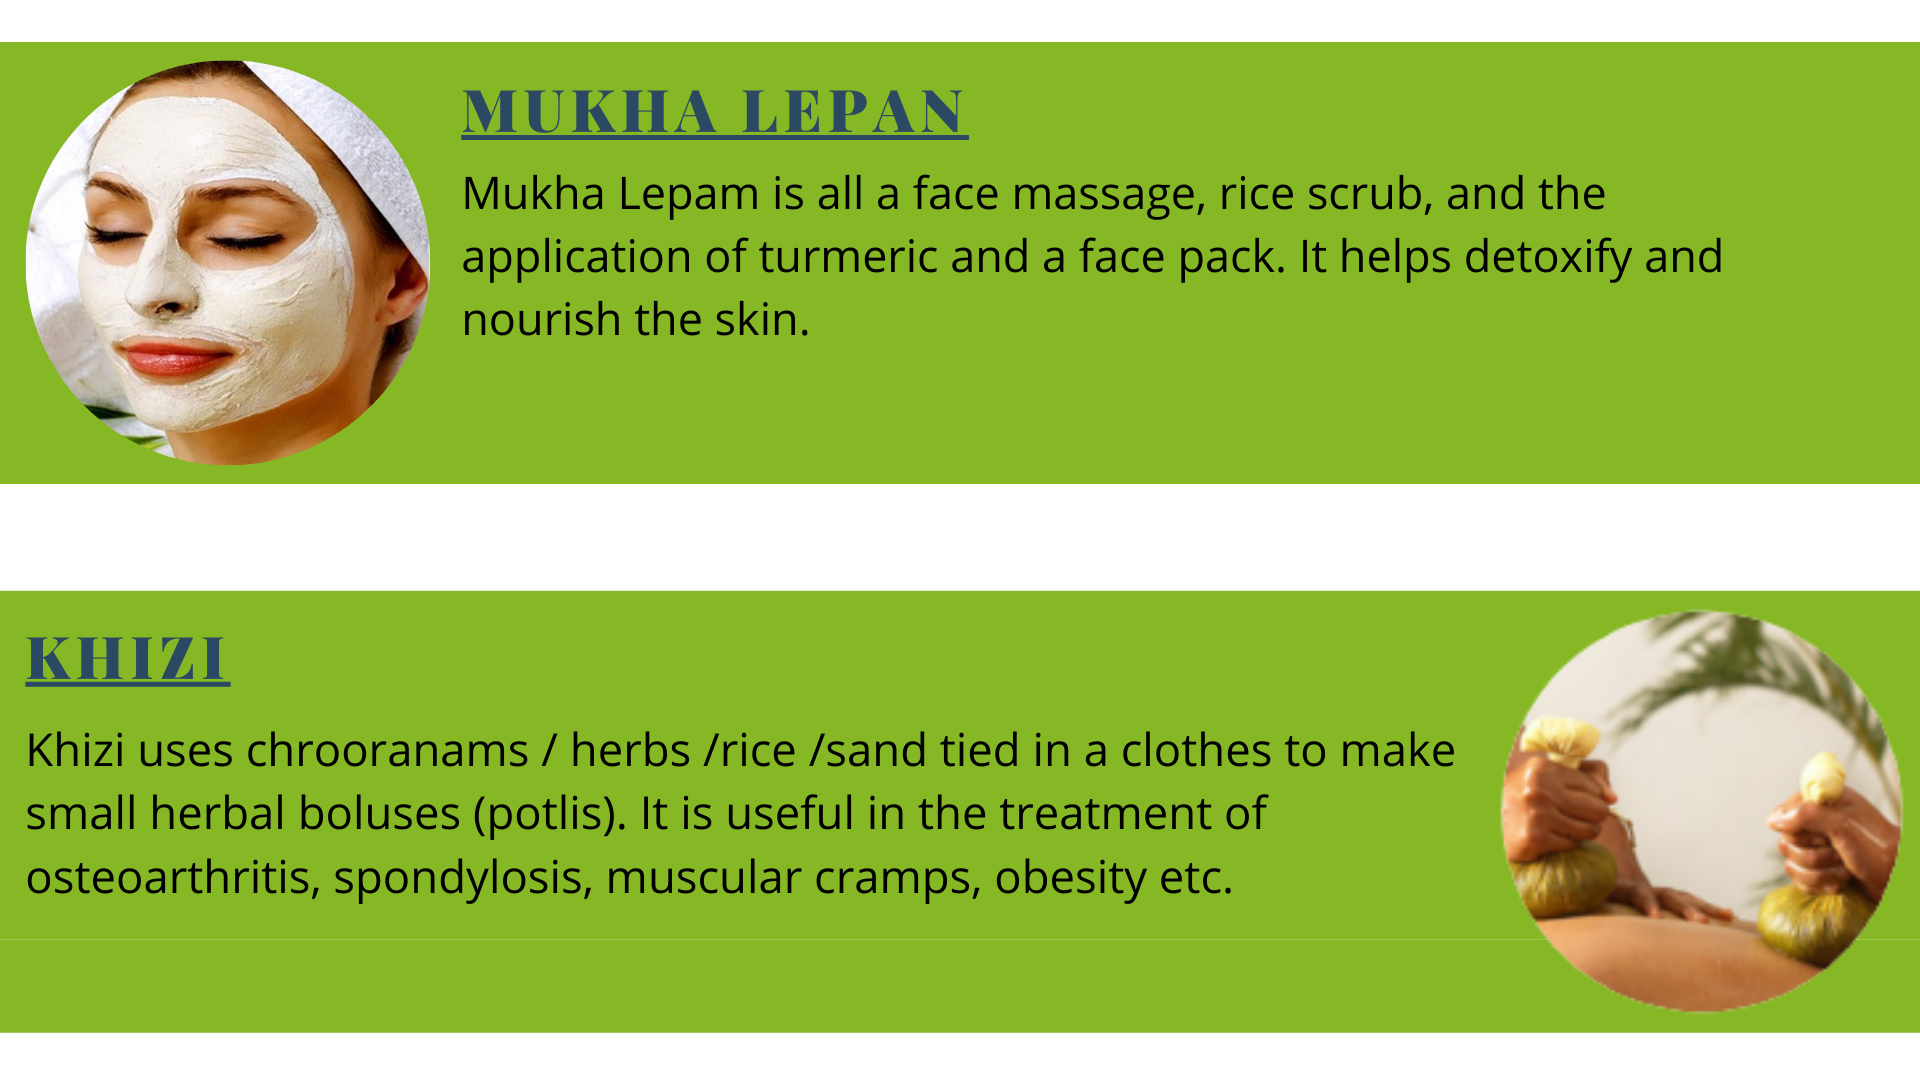 MUKHA LEPAN
Mukha Lepam is all a face massage, rice scrub, and the
application of turmeric and a face pack. It helps detoxify and
nourish the skin.
KHIZI
Khizi uses chrooranams / herbs /rice /sand tied in a clothes to make
small herbal boluses (potlis). It is useful in the treatment of
osteoarthritis, spondylosis, muscular cramps, obesity etc.